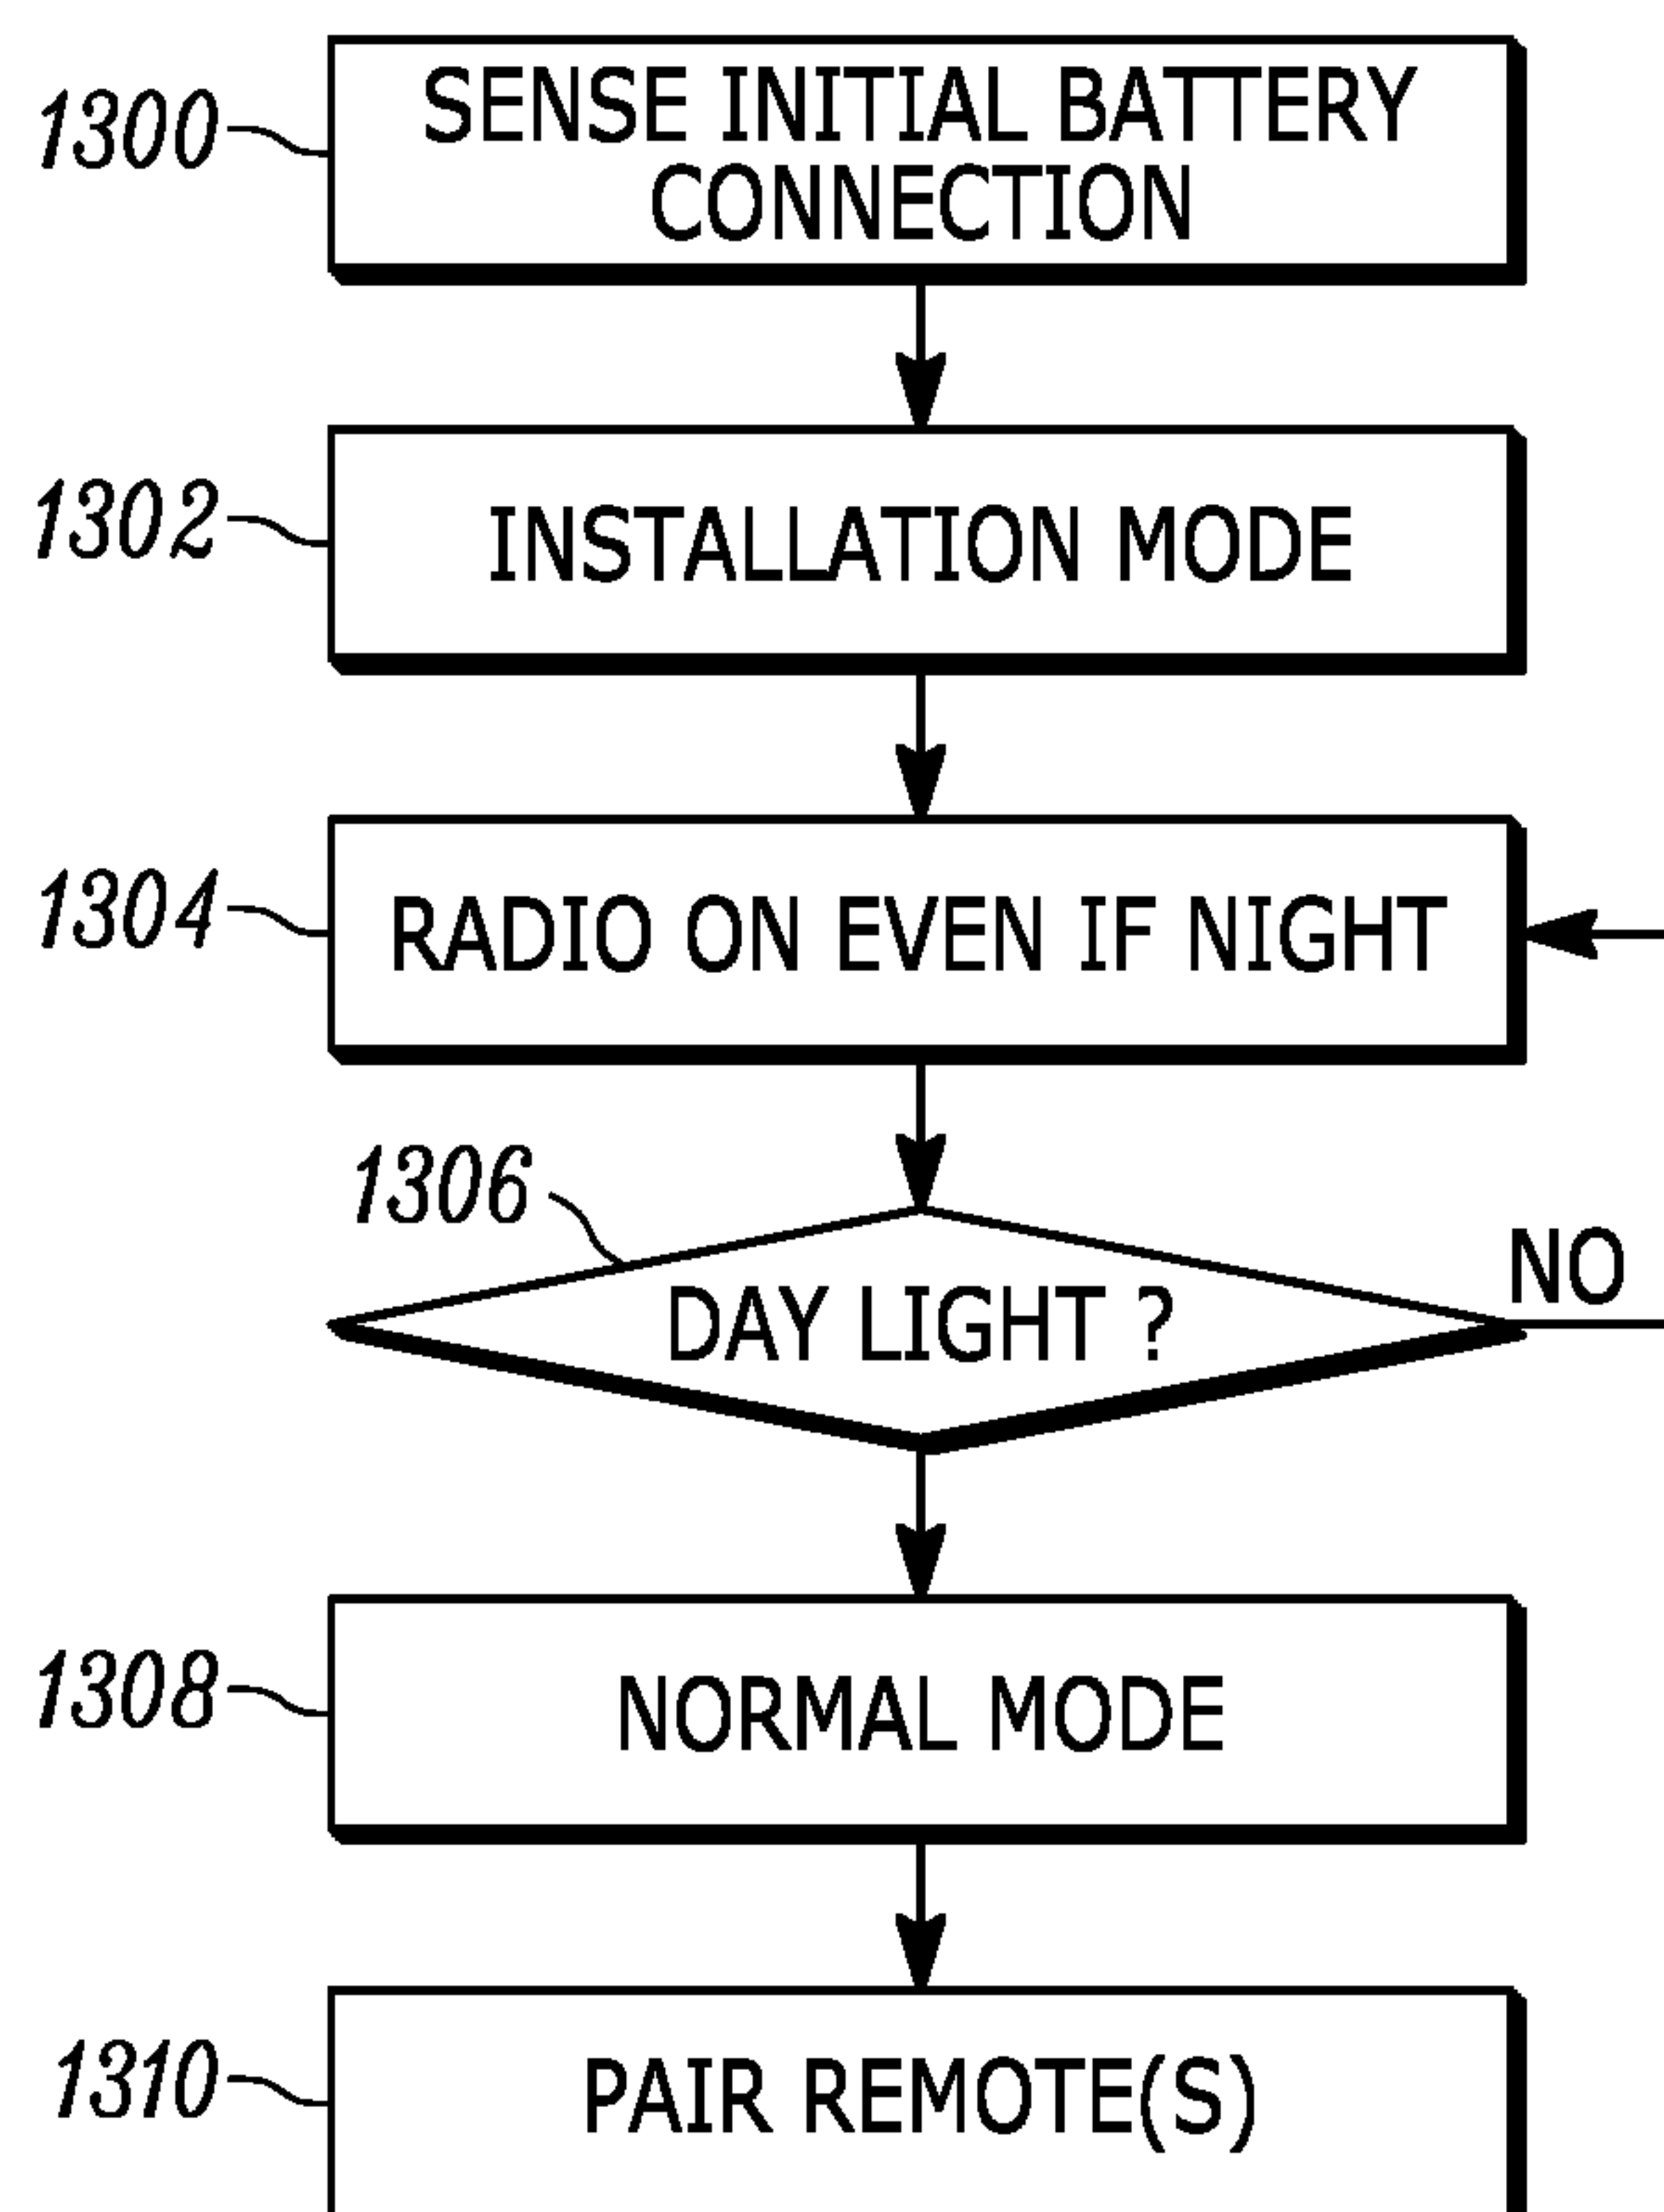 1300
SENSE INITIAL BATTERY
CONNECTION
1302
INSTALLATION MODE
1304
RADIO ON EVEN IF NIGHT
1306
DAY LIGHT ?
NO
1308
NORMAL MODE
1310
PAIR REMOTE(S)